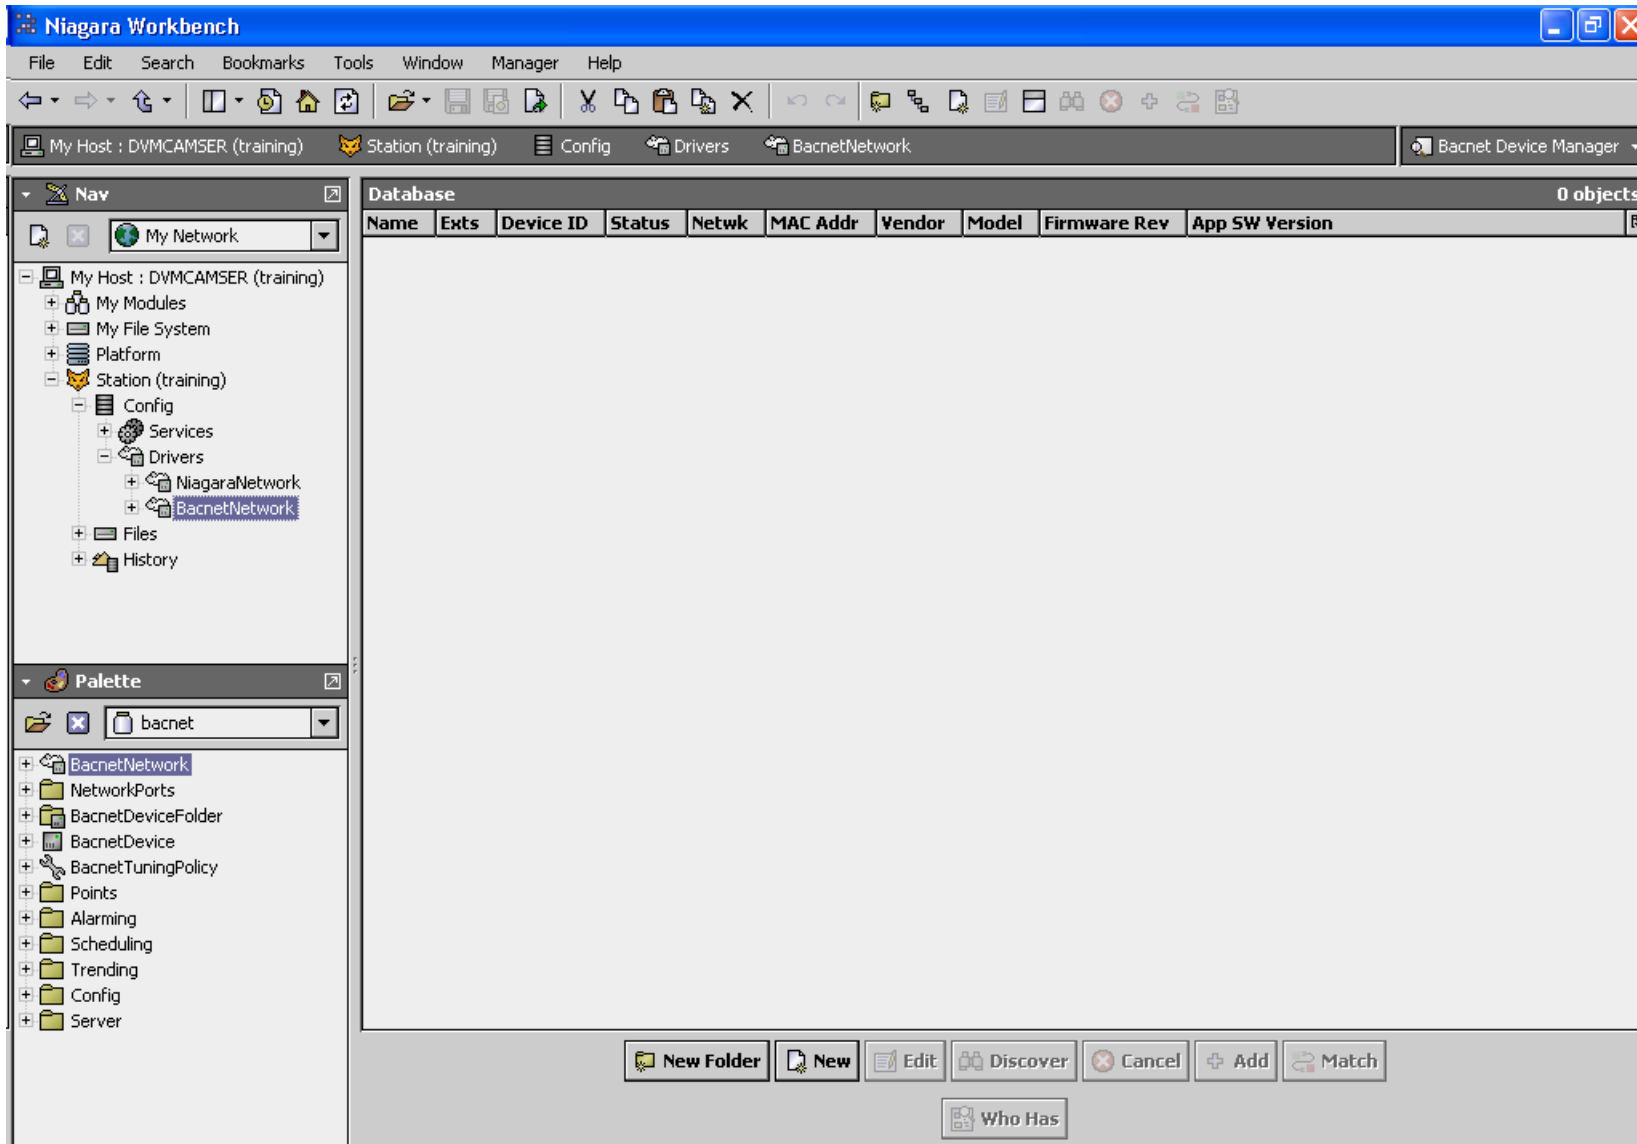 Niagara Workbench
File Edit Search Bookmarks Tools Window Manager Help
My Host : DVMCAMSER (training) Station (training) Config Drivers BacnetNetwork Bacnet Device Manager
Nav
My Network
My Host : DVMCAMSER (training)
My Modules
My File System
Platform
Station (training)
Config
Services
Drivers
NiagaraNetwork
BacnetNetwork
Files
History
Palette
bacnet
BacnetNetwork
NetworkPorts
BacnetDeviceFolder
BacnetDevice
BacnetTuningPolicy
Points
Alarming
Scheduling
Trending
Config
Server
Database 0 objects
Name Exts Device ID Status Netwk MAC Addr Vendor Model Firmware Rev App SW Version
New Folder New Edit Discover Cancel Add Match
Who Has